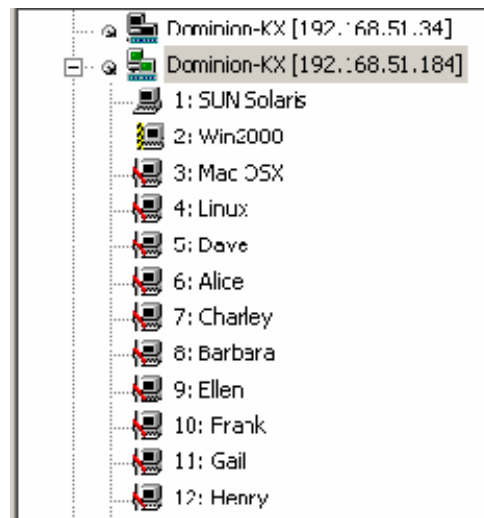 Dominion-KX [192.168.51.34]
Dominion-KX [192.168.51.184]
1: SUN Solaris
2: Win2000
3: Mac OSX
4: Linux
5: Dave
6: Alice
7: Charley
8: Barbara
9: Ellen
10: Frank
11: Gail
12: Henry